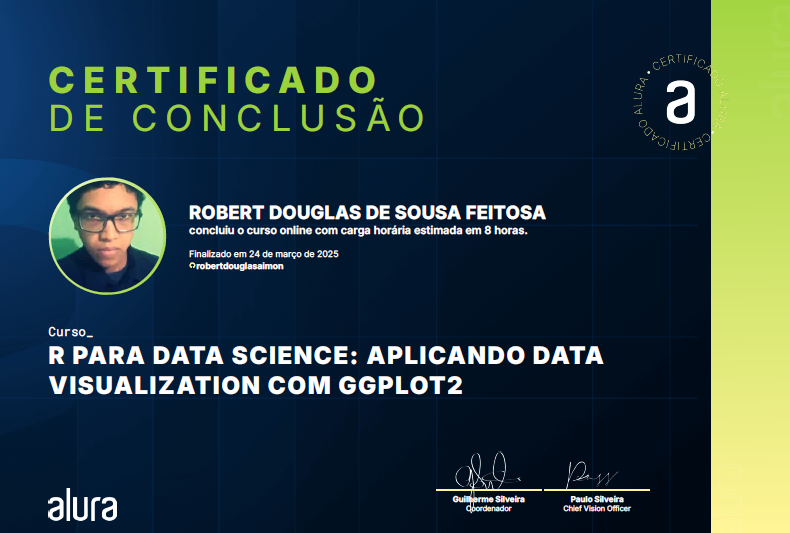 CERTIFICADO
DE CONCLUSÃO
ALURA • CERTIFICADO ALURA • CERTIFICADO
a
ROBERT DOUGLAS DE SOUSA FEITOSA
concluiu o curso online com carga horária estimada em 8 horas.
Finalizado em 24 de março de 2025
robertdouglasaimon
Curso_
R PARA DATA SCIENCE: APLICANDO DATA
VISUALIZATION COM GGPLOT2
Guilherme Silveira
Coordenador
Paulo Silveira
Chief Vision Officer
alura